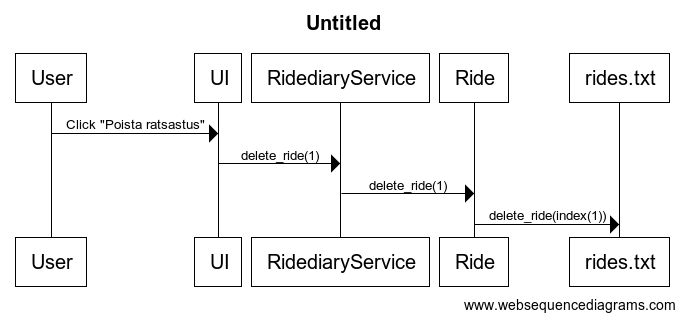 Untitled
User UI RidediaryService Ride rides.txt
Click "Poista ratsastus"
delete_ride(1)
delete_ride(1)
delete_ride(index(1))
User UI RidediaryService Ride rides.txt
www.websequencediagrams.com